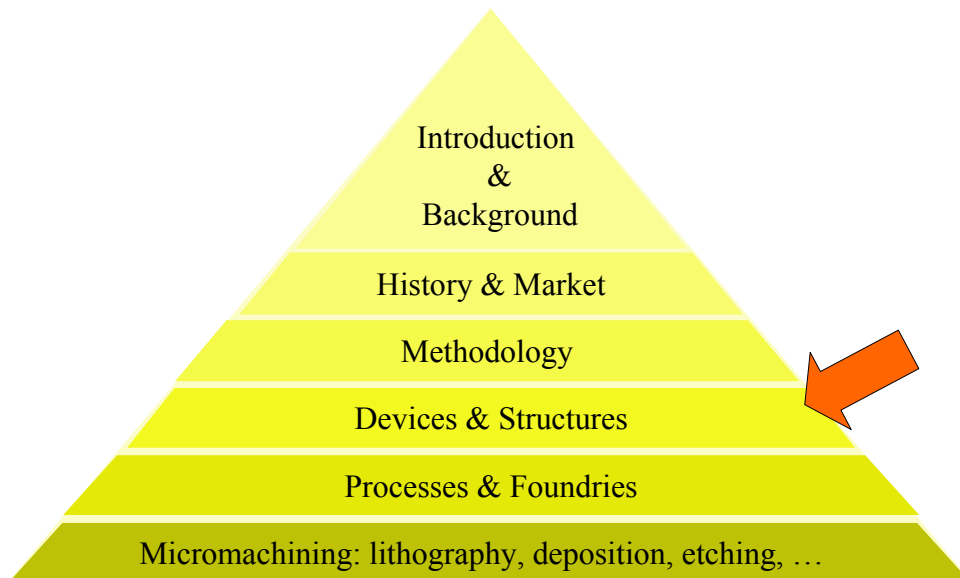 Introduction
&
Background
History & Market
Methodology
Devices & Structures
Processes & Foundries
Micromachining: lithography, deposition, etching, …